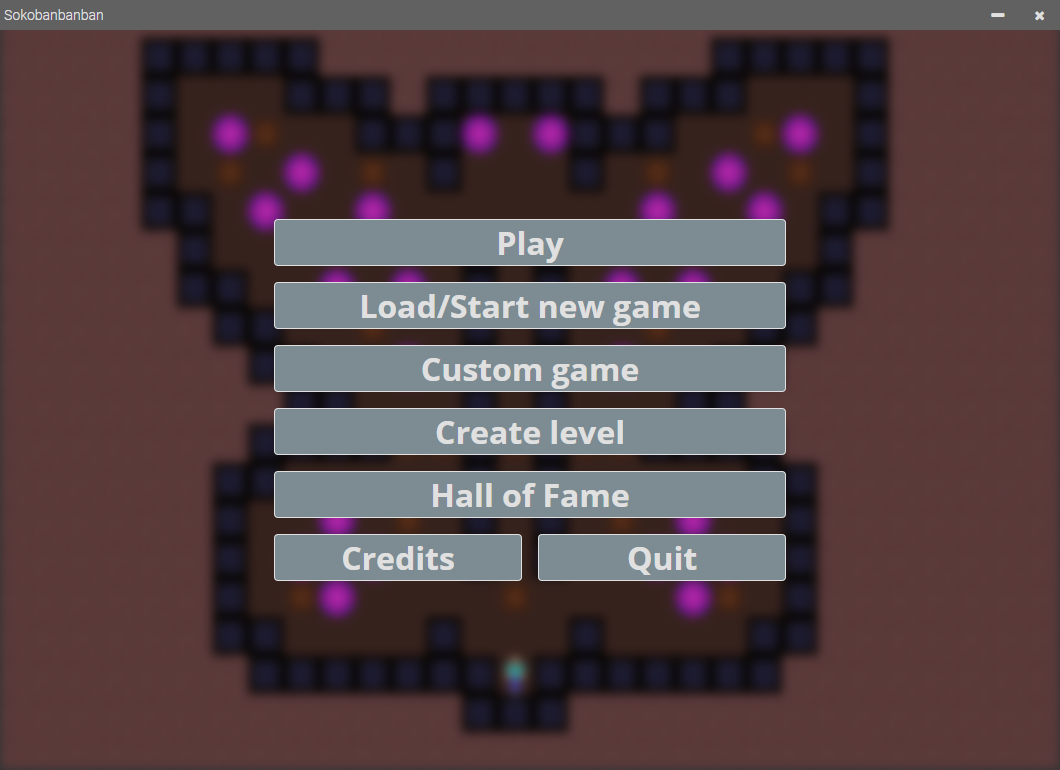 Sokobanbanban
Play
Load/Start new game
Custom game
Create level
Hall of Fame
Credits
Quit